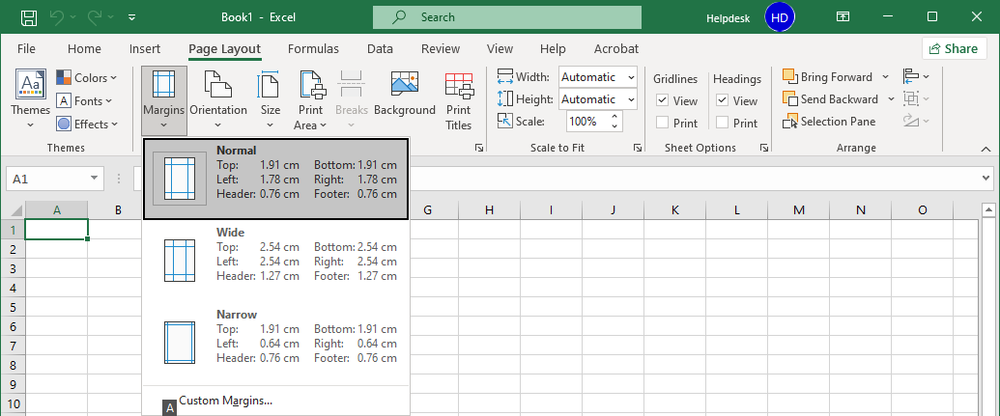 Book1 - Excel
Search
Helpdesk
HD
File Home Insert Page Layout Formulas Data Review View Help Acrobat
Share
Aa
Themes
Colors
A Fonts
Effects
Themes
Margins
Orientation
Size
Print Area
Breaks
Background
Print Titles
Width: Automatic
Height: Automatic
Scale: 100%
Scale to Fit
Gridlines
View
Print
Headings
View
Print
Sheet Options
Bring Forward
Send Backward
Selection Pane
Arrange
A1
Normal
Top: 1.91 cm Bottom: 1.91 cm
Left: 1.78 cm Right: 1.78 cm
Header: 0.76 cm Footer: 0.76 cm
Wide
Top: 2.54 cm Bottom: 2.54 cm
Left: 2.54 cm Right: 2.54 cm
Header: 1.27 cm Footer: 1.27 cm
Narrow
Top: 1.91 cm Bottom: 1.91 cm
Left: 0.64 cm Right: 0.64 cm
Header: 0.76 cm Footer: 0.76 cm
A Custom Margins...
A B G H I J K L M N O
1
2
3
4
5
6
7
8
9
10